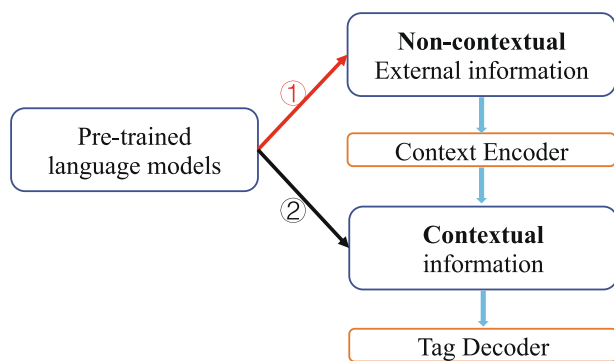 Non-contextual
External information
①
Pre-trained
language models
Context Encoder
②
Contextual
information
Tag Decoder